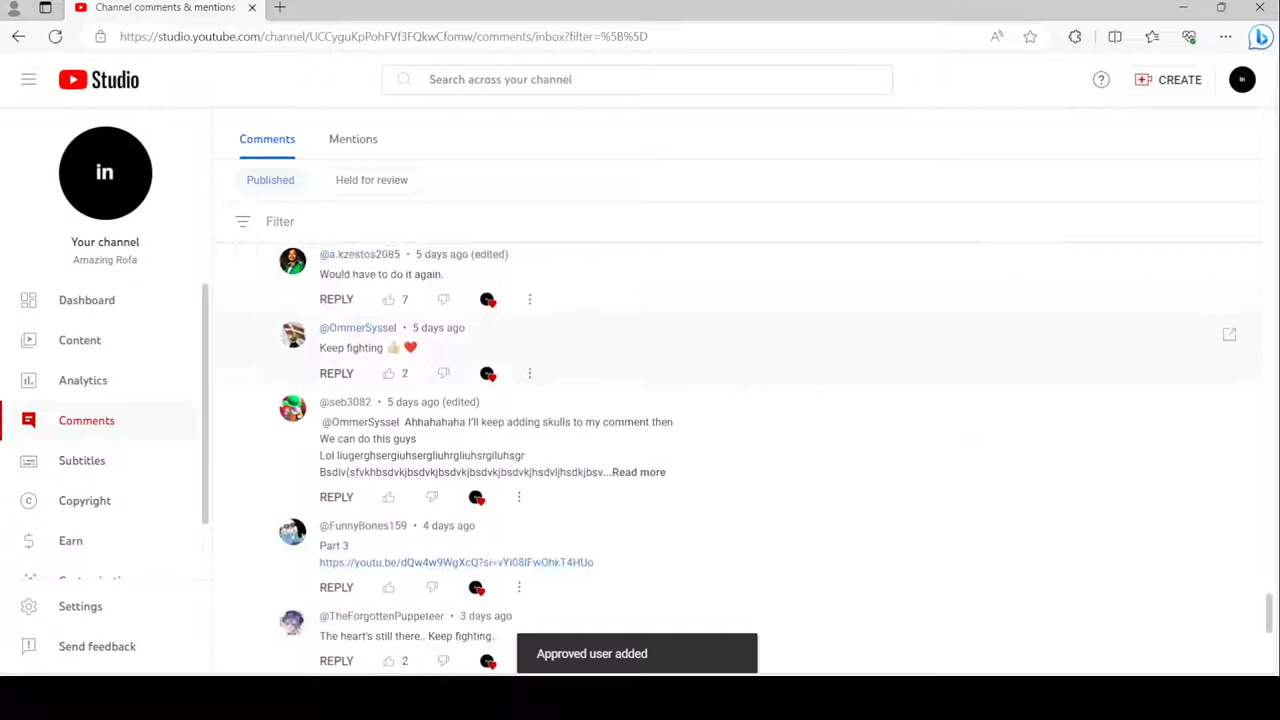 Channel comments & mentions
https://studio.youtube.com/channel/UCCyguKpPohFVf3FQkwCfomw/comments/inbox?filter=%5B%5D
Studio
Search across your channel
CREATE
in
in
Your channel
Amazing Rofa
Dashboard
Content
Analytics
Comments
Subtitles
Copyright
Earn
Settings
Send feedback
Comments Mentions
Published Held for review
Filter
@a.kzestos2085 • 5 days ago (edited)
Would have to do it again.
REPLY 7
@OmmerSyssel • 5 days ago
Keep fighting 👍🏼 ❤️
REPLY 2
@seb3082 • 5 days ago (edited)
@OmmerSyssel Ahhahahaha I'll keep adding skulls to my comment then
We can do this guys
Lol liugerghsergiuhsergliuhrgliuhsrgiluhsgr
Bsdiv(sfvkhbsdvkjbsdvkjbsdvkjbsdvkjbsdvkjhsdvljhsdkjbsv...Read more
REPLY
@FunnyBones159 • 4 days ago
Part 3
https://youtu.be/dQw4w9WgXcQ?si=vYi08lFwOhkT4HUo
REPLY
@TheForgottenPuppeteer • 3 days ago
The heart's still there.. Keep fighting..
REPLY 2
Approved user added